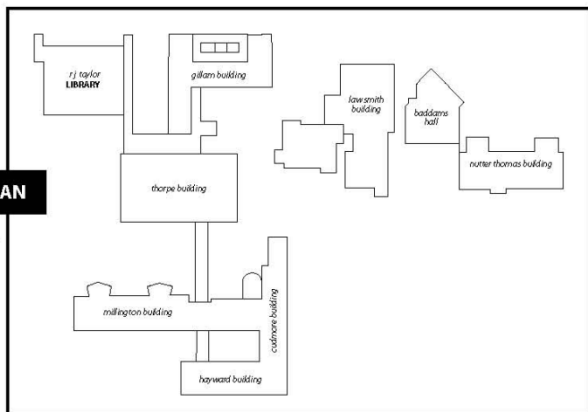 rj taylor
LIBRARY
gillam building
law smith
building
baddams
hall
nutter thomas building
thorpe building
AN
millington building
cudmore building
hayward building